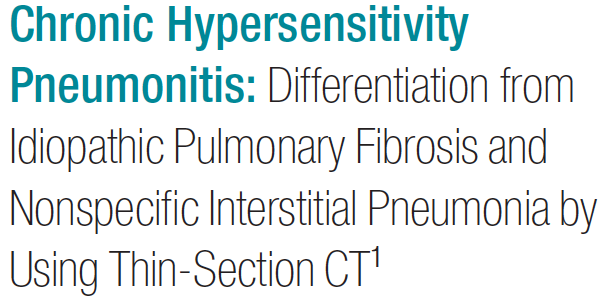 Chronic Hypersensitivity
Pneumonitis: Differentiation from
Idiopathic Pulmonary Fibrosis and
Nonspecific Interstitial Pneumonia by
Using Thin-Section CT¹